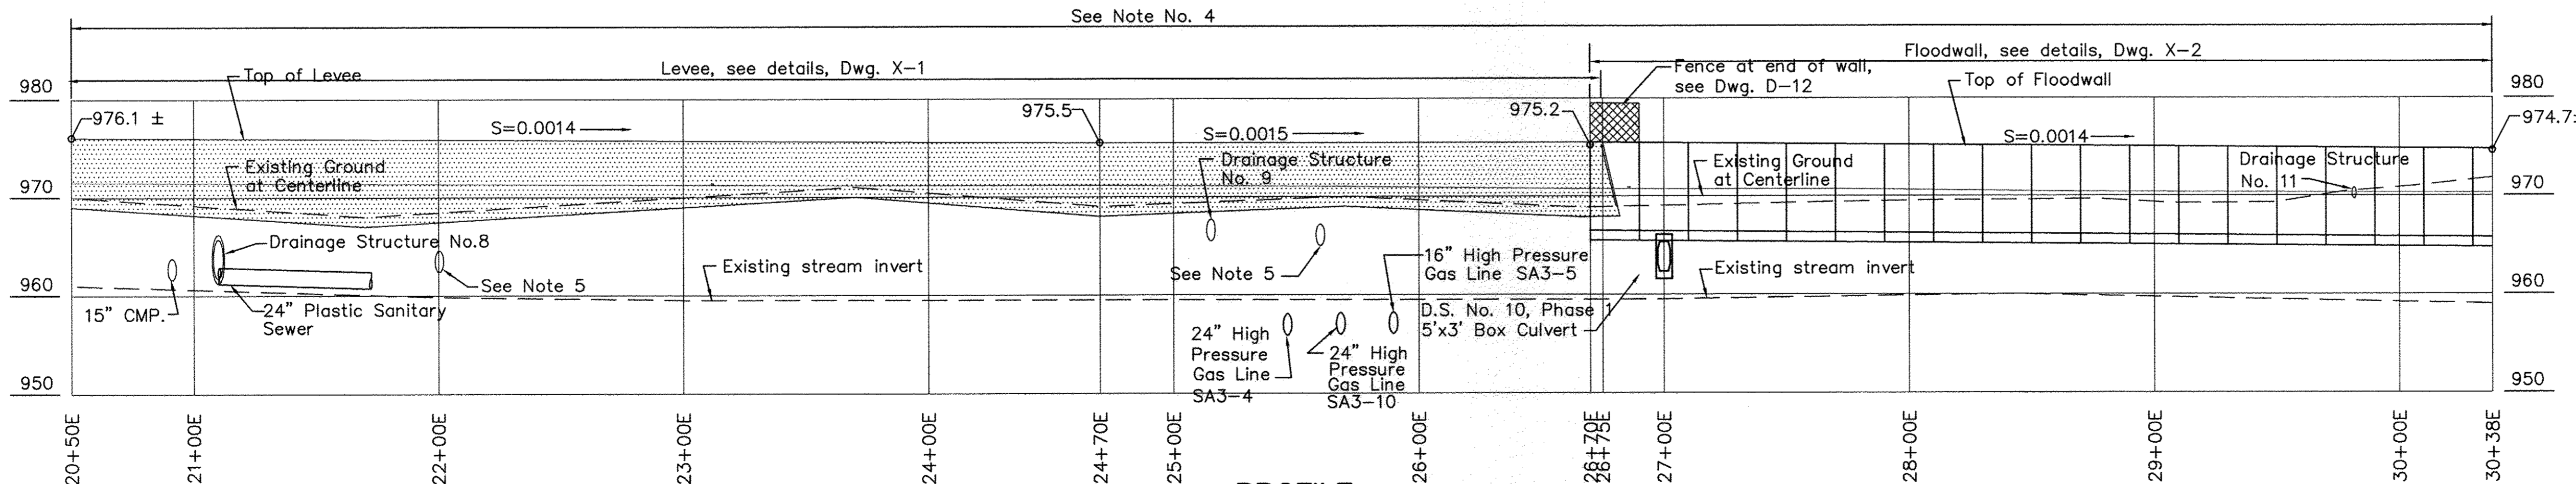 See Note No. 4
Levee, see details, Dwg. X-1
Floodwall, see details, Dwg. X-2
Top of Levee
Fence at end of wall,
see Dwg. D-12
Top of Floodwall
980
980
976.1 ±
S=0.0014
975.5
S=0.0015
975.2
S=0.0014
974.7±
Existing Ground
at Centerline
Drainage Structure
No. 9
Existing Ground
at Centerline
Drainage Structure
No. 11
970
970
Drainage Structure No.8
See Note 5
Existing stream invert
See Note 5
16" High Pressure
Gas Line SA3-5
Existing stream invert
960
960
15" CMP.
24" Plastic Sanitary
Sewer
24" High
Pressure
Gas Line
SA3-4
24" High
Pressure
Gas Line
SA3-10
D.S. No. 10, Phase 1
5'x3' Box Culvert
950
950
20+50E
21+00E
22+00E
23+00E
24+00E
24+70E
25+00E
26+00E
26+70E
26+75E
27+00E
28+00E
29+00E
30+00E
30+38E
PROFILE